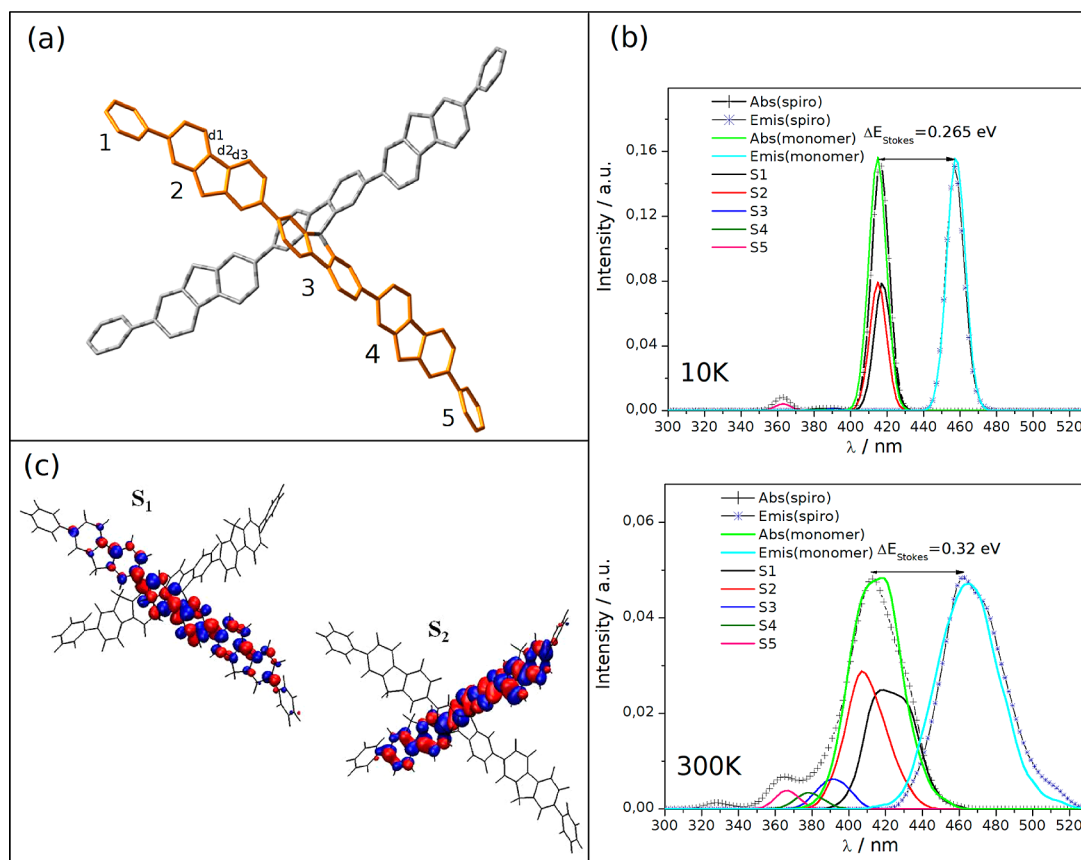 (a)
1
d1
d2
d3
2
3
4
5
(b)
Abs(spiro)
Emis(spiro)
Abs(monomer)
Emis(monomer)
S1
S2
S3
S4
S5
ΔE Stokes=0.265 eV
Intensity / a.u.
0,16
0,12
0,08
0,04
0,00
10K
300 320 340 360 380 400 420 440 460 480 500 520
λ / nm
(c)
S1
S2
Abs(spiro)
Emis(spiro)
Abs(monomer)
Emis(monomer)
S1
S2
S3
S4
S5
ΔE Stokes=0.32 eV
Intensity / a.u.
0,06
0,04
0,02
0,00
300K
300 320 340 360 380 400 420 440 460 480 500 520
λ / nm